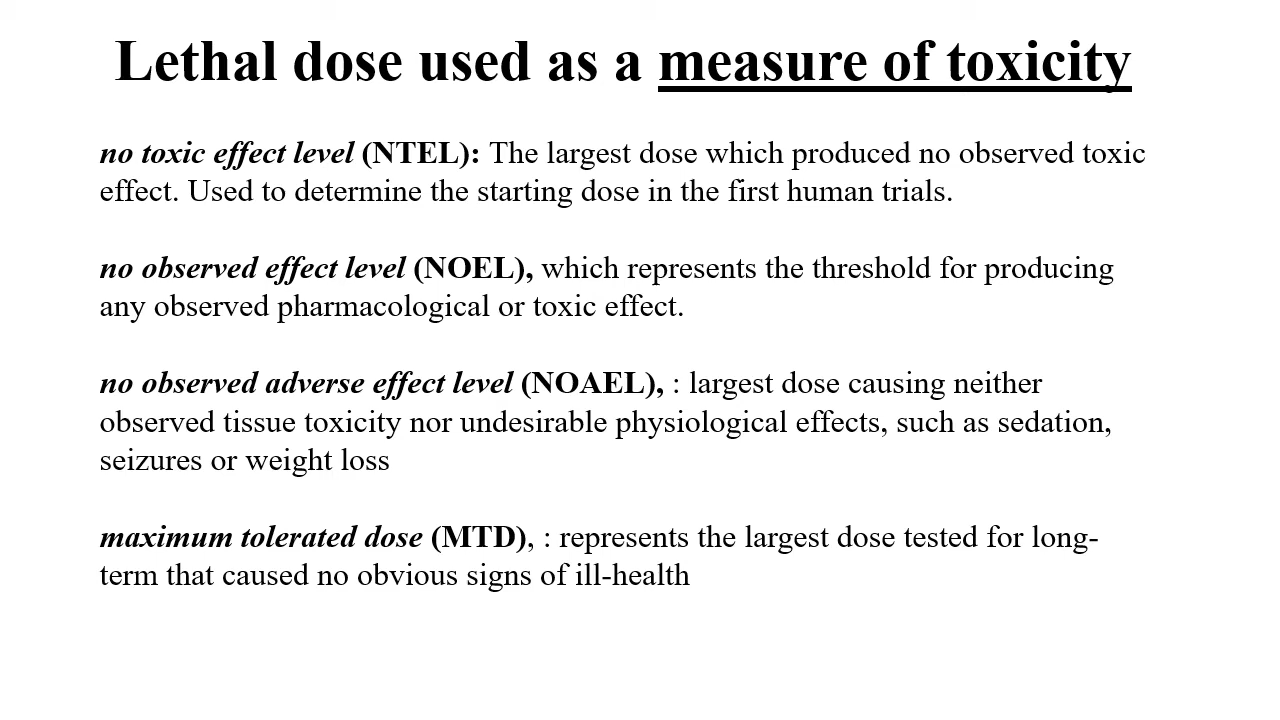 Lethal dose used as a measure of toxicity
no toxic effect level (NTEL): The largest dose which produced no observed toxic
effect. Used to determine the starting dose in the first human trials.
no observed effect level (NOEL), which represents the threshold for producing
any observed pharmacological or toxic effect.
no observed adverse effect level (NOAEL), : largest dose causing neither
observed tissue toxicity nor undesirable physiological effects, such as sedation,
seizures or weight loss
maximum tolerated dose (MTD), : represents the largest dose tested for long-
term that caused no obvious signs of ill-health